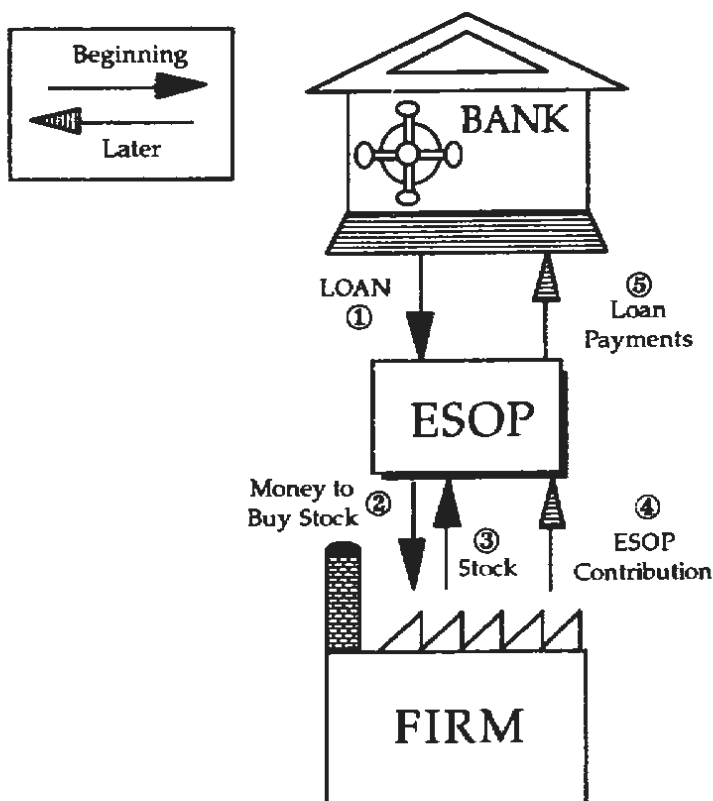 Beginning
Later
BANK
LOAN
①
⑤
Loan
Payments
ESOP
Money to ②
Buy Stock
③
Stock
④
ESOP
Contribution
FIRM